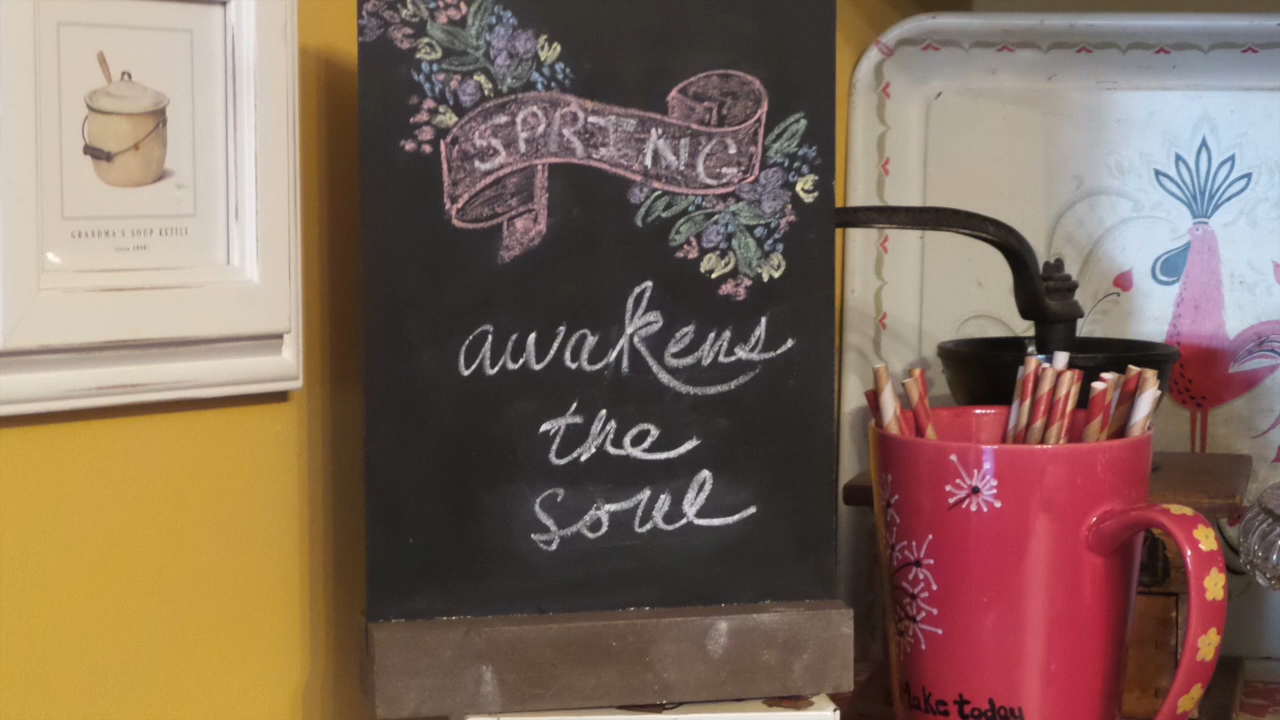 GRANDMA'S SOUP KETTLE
SPRING
awakens
the
soul
Make today